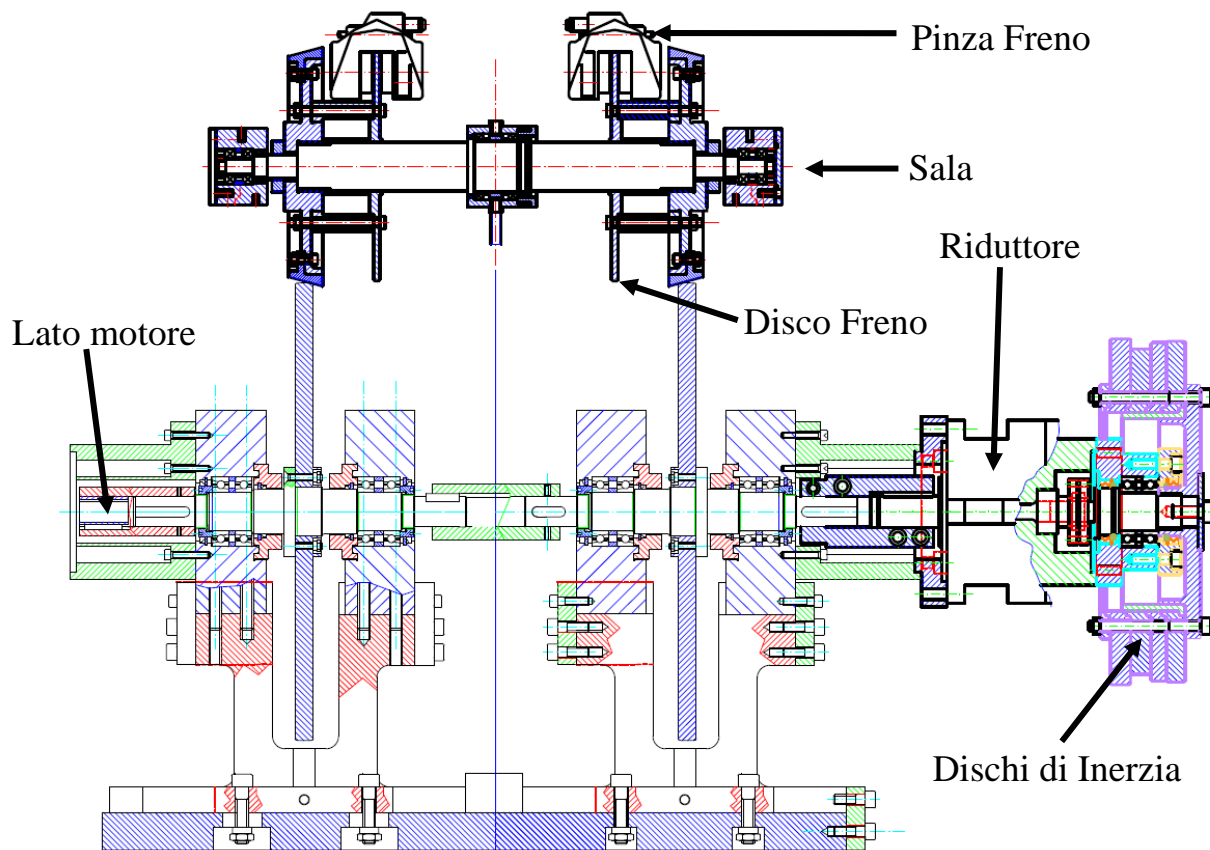 Pinza Freno
Sala
Riduttore
Disco Freno
Lato motore
Dischi di Inerzia